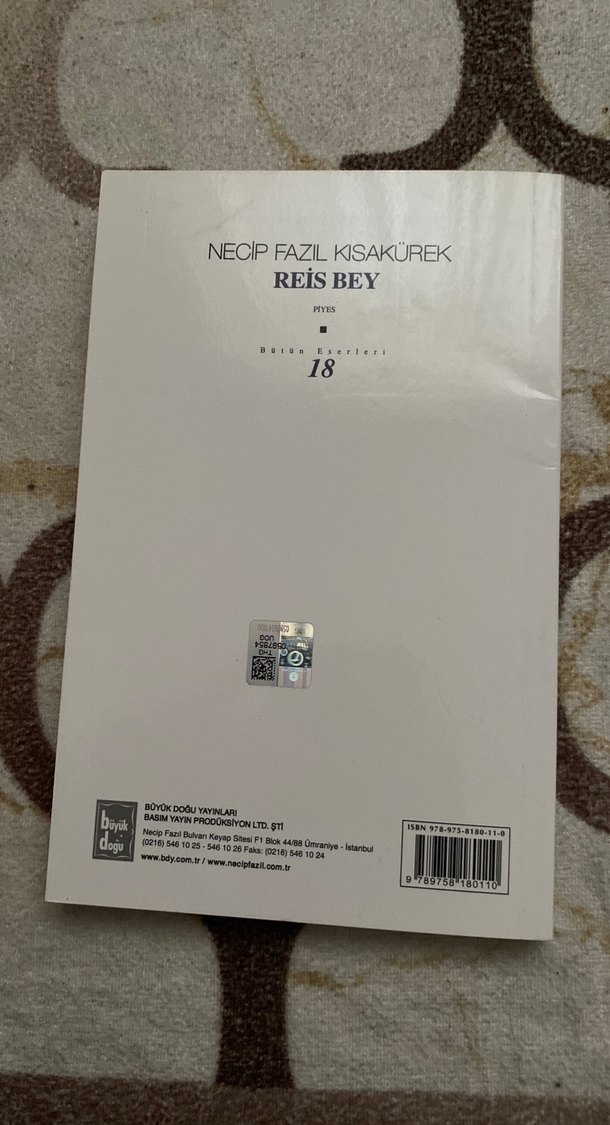 NECİP FAZIL KISAKÜREK
REİS BEY
PİYES
Bütün Eserleri
18
THG
UOG
0597854
büyük
doğu
BÜYÜK DOĞU YAYINLARI
BASIM YAYIN PRODÜKSİYON LTD. ŞTİ
Necip Fazıl Bulvarı Keyap Sitesi F1 Blok 44/88 Ümraniye - İstanbul
(0216) 546 10 25 - 546 10 26 Faks: (0216) 546 10 24
www.bdy.com.tr / www.necipfazil.com.tr
ISBN 978-975-8180-11-0
9 789758 180110